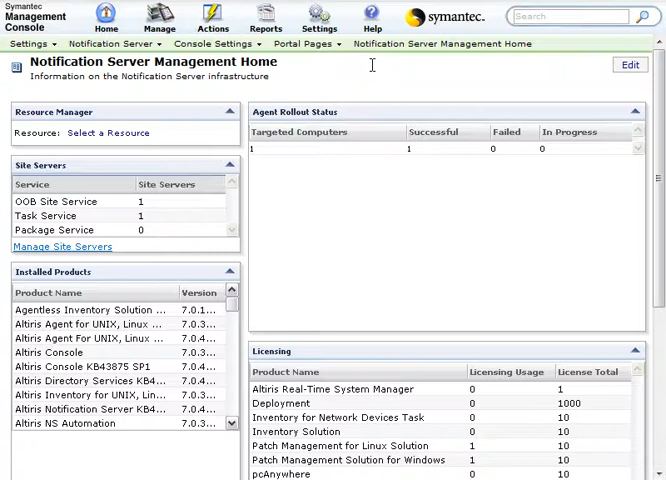 Symantec
Management
Console
Home
Manage
Actions
Reports
Settings
Help
symantec.
Search
Settings
Notification Server
Console Settings
Portal Pages
Notification Server Management Home
Notification Server Management Home
Information on the Notification Server infrastructure
Edit
Resource Manager
Resource: Select a Resource
Site Servers
Service Site Servers
OOB Site Service 1
Task Service 1
Package Service 0
Manage Site Servers
Installed Products
Product Name Version
Agentless Inventory Solution ... 7.0.1...
Altiris Agent for UNIX, Linux ... 7.0.3...
Altiris Agent For UNIX, Linux ... 7.0.4...
Altiris Console 7.0.3...
Altiris Console KB43875 SP1 7.0.4...
Altiris Directory Services KB4... 7.0.4...
Altiris Inventory for UNIX, Lin... 7.0.3...
Altiris Notification Server KB4... 7.0.4...
Altiris NS Automation 7.0.3...
Agent Rollout Status
Targeted Computers Successful Failed In Progress
1 1 0 0
Licensing
Product Name Licensing Usage License Total
Altiris Real-Time System Manager 0 1
Deployment 0 1000
Inventory for Network Devices Task 0 10
Inventory Solution 0 10
Patch Management for Linux Solution 1 10
Patch Management Solution for Windows 1 10
pcAnywhere 0 10